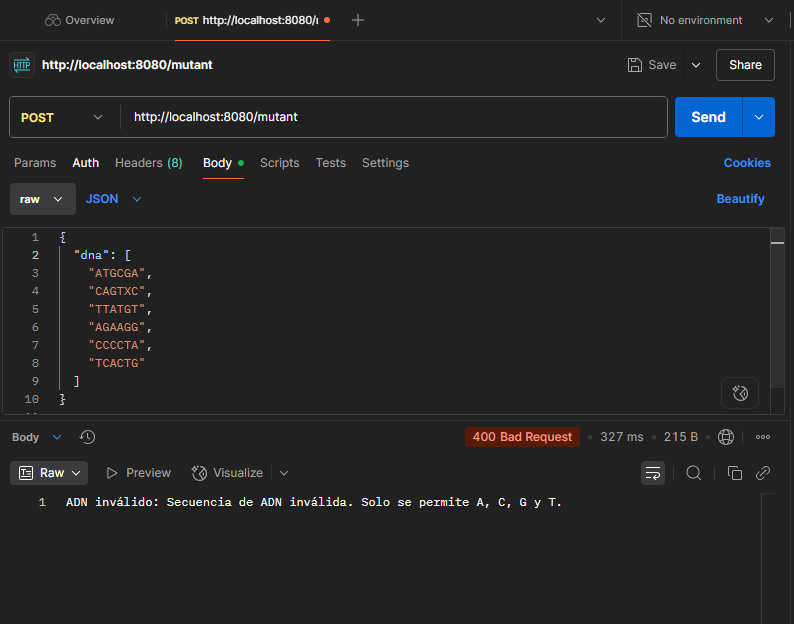 Overview
POST http://localhost:8080/
No environment
HTTP http://localhost:8080/mutant
Save
Share
POST http://localhost:8080/mutant
Send
Params Auth Headers (8) Body Scripts Tests Settings
Cookies
raw JSON
Beautify
1 {
2 "dna": [
3 "ATGCGA",
4 "CAGTXC",
5 "TTATGT",
6 "AGAAGG",
7 "CCCCTA",
8 "TCACTG"
9 ]
10 }
Body
400 Bad Request • 327 ms • 215 B
Raw Preview Visualize
1 ADN inválido: Secuencia de ADN inválida. Solo se permite A, C, G y T.